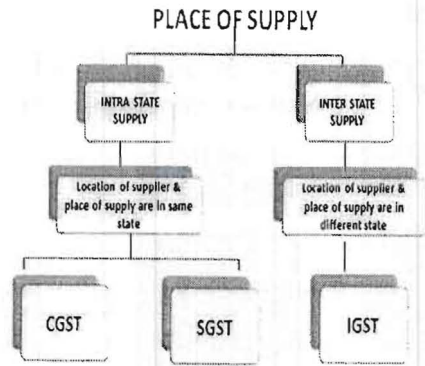 PLACE OF SUPPLY
INTRA STATE
SUPPLY
INTER STATE
SUPPLY
Location of supplier &
place of supply are in same
state
Location of supplier &
place of supply are in
different state
CGST
SGST
IGST